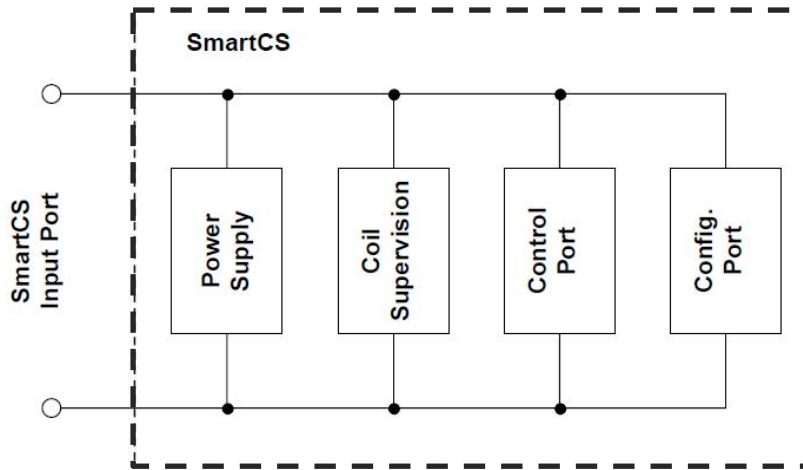 SmartCS
SmartCS
Input Port
Power
Supply
Coil
Supervision
Control
Port
Config.
Port